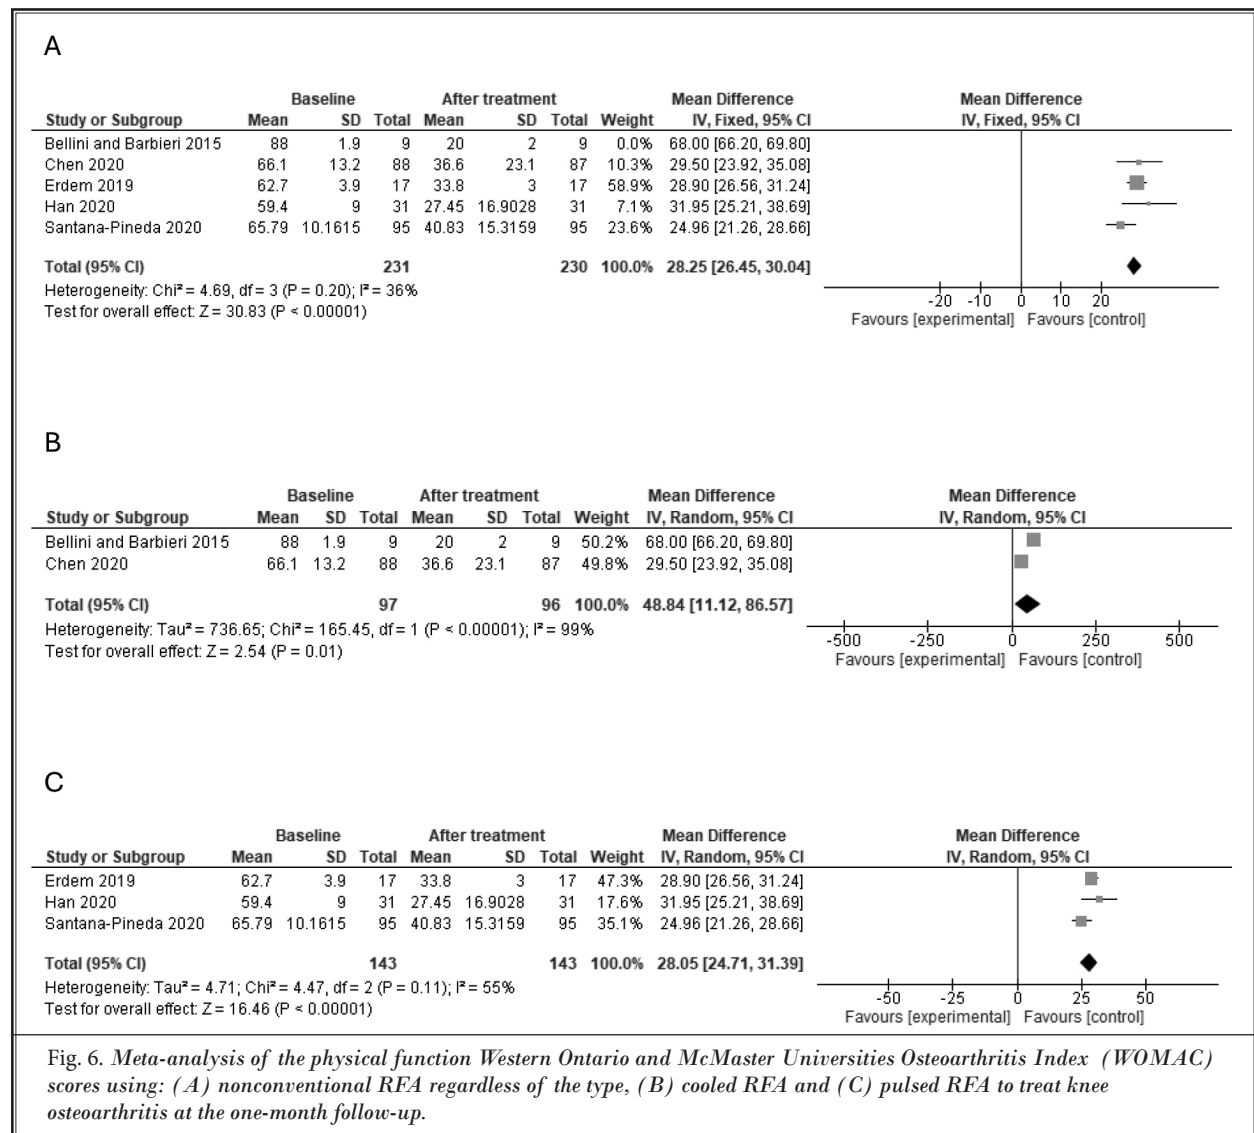 A
Baseline After treatment Mean Difference Mean Difference
Study or Subgroup Mean SD Total Mean SD Total Weight IV, Fixed, 95% CI IV, Fixed, 95% CI
Bellini and Barbieri 2015 88 1.9 9 20 2 9 0.0% 68.00 [66.20, 69.80]
Chen 2020 66.1 13.2 88 36.6 23.1 87 10.3% 29.50 [23.92, 35.08]
Erdem 2019 62.7 3.9 17 33.8 3 17 58.9% 28.90 [26.56, 31.24]
Han 2020 59.4 9 31 27.45 16.9028 31 7.1% 31.95 [25.21, 38.69]
Santana-Pineda 2020 65.79 10.1615 95 40.83 15.3159 95 23.6% 24.96 [21.26, 28.66]
Total (95% CI) 231 230 100.0% 28.25 [26.45, 30.04]
Heterogeneity: Chi² = 4.69, df = 3 (P = 0.20); I² = 36%
Test for overall effect: Z = 30.83 (P < 0.00001)
-20 -10 0 10 20
Favours [experimental] Favours [control]
B
Baseline After treatment Mean Difference Mean Difference
Study or Subgroup Mean SD Total Mean SD Total Weight IV, Random, 95% CI IV, Random, 95% CI
Bellini and Barbieri 2015 88 1.9 9 20 2 9 50.2% 68.00 [66.20, 69.80]
Chen 2020 66.1 13.2 88 36.6 23.1 87 49.8% 29.50 [23.92, 35.08]
Total (95% CI) 97 96 100.0% 48.84 [11.12, 86.57]
Heterogeneity: Tau² = 736.65; Chi² = 165.45, df = 1 (P < 0.00001); I² = 99%
Test for overall effect: Z = 2.54 (P = 0.01)
-500 -250 0 250 500
Favours [experimental] Favours [control]
C
Baseline After treatment Mean Difference Mean Difference
Study or Subgroup Mean SD Total Mean SD Total Weight IV, Random, 95% CI IV, Random, 95% CI
Erdem 2019 62.7 3.9 17 33.8 3 17 47.3% 28.90 [26.56, 31.24]
Han 2020 59.4 9 31 27.45 16.9028 31 17.6% 31.95 [25.21, 38.69]
Santana-Pineda 2020 65.79 10.1615 95 40.83 15.3159 95 35.1% 24.96 [21.26, 28.66]
Total (95% CI) 143 143 100.0% 28.05 [24.71, 31.39]
Heterogeneity: Tau² = 4.71; Chi² = 4.47, df = 2 (P = 0.11); I² = 55%
Test for overall effect: Z = 16.46 (P < 0.00001)
-50 -25 0 25 50
Favours [experimental] Favours [control]
Fig. 6. Meta-analysis of the physical function Western Ontario and McMaster Universities Osteoarthritis Index (WOMAC)
scores using: (A) nonconventional RFA regardless of the type, (B) cooled RFA and (C) pulsed RFA to treat knee
osteoarthritis at the one-month follow-up.